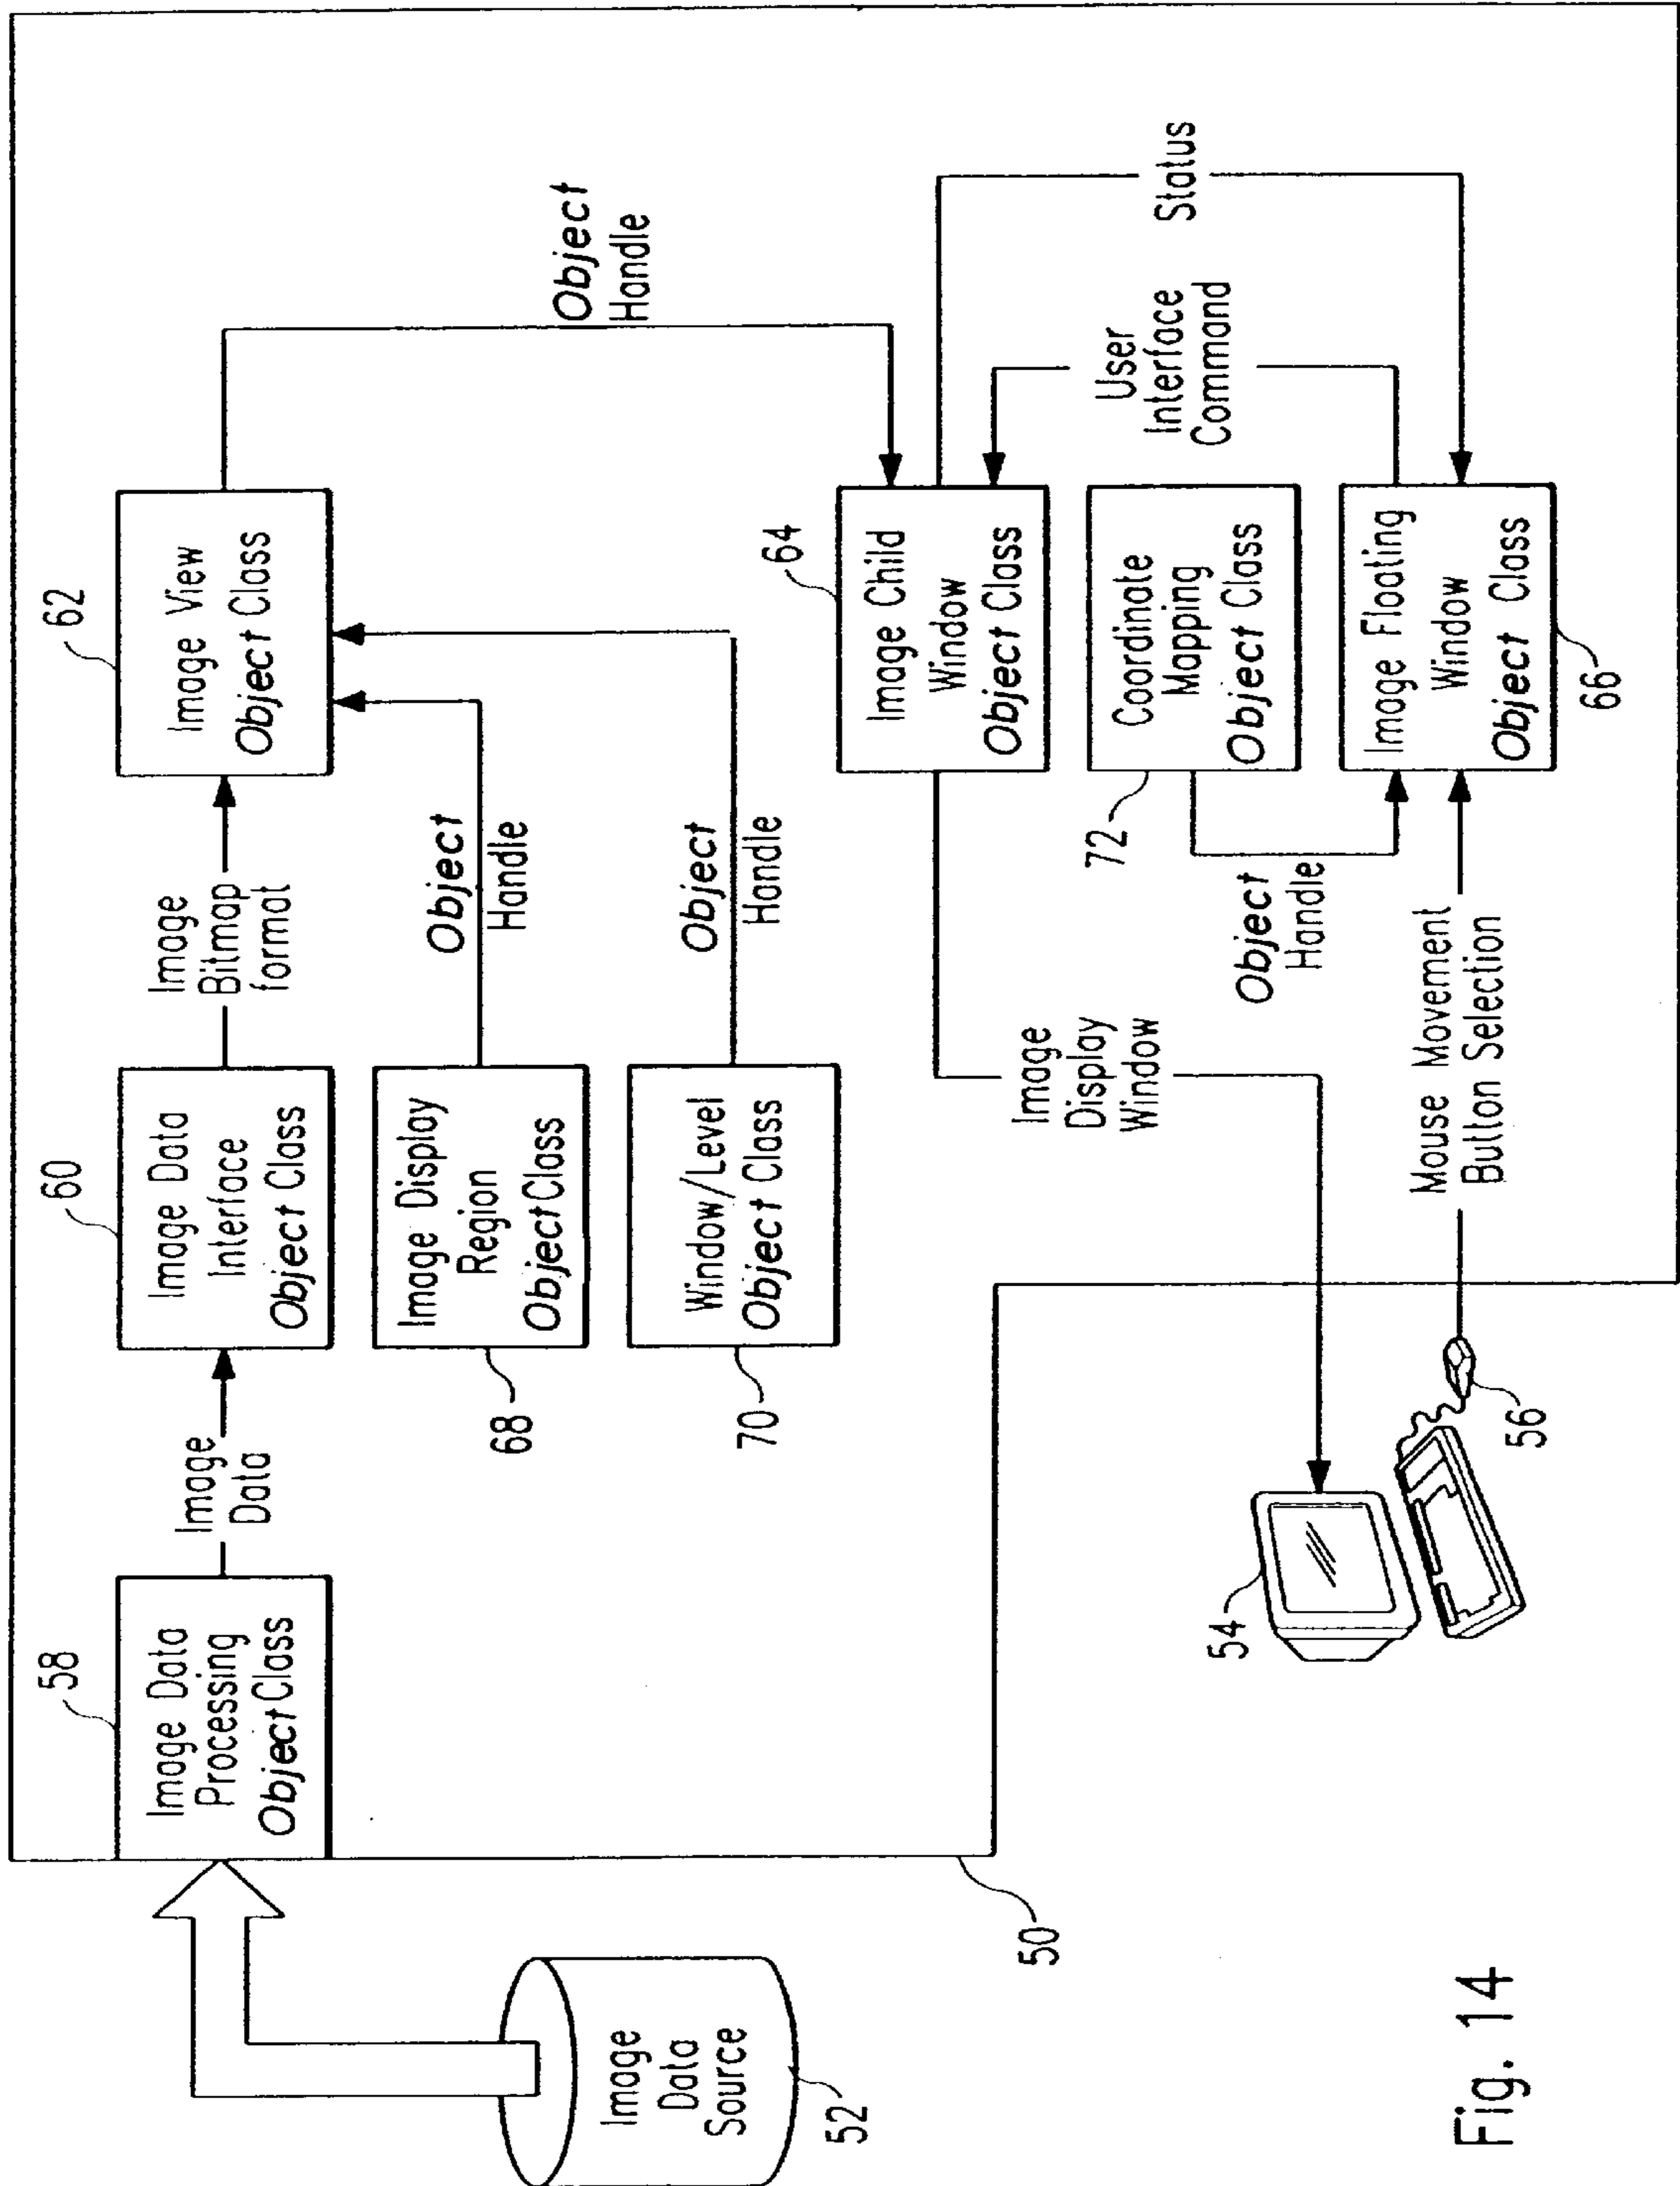 58
Image Data
Processing
Object Class
Image
Data
60
Image Data
Interface
Object Class
Image
Bitmap
format
62
Image View
Object Class
68
Image Display
Region
Object Class
Object
Handle
70
Window/Level
Object Class
Object
Handle
Object
Handle
Image
Data
Source
52
50
64
Image Child
Window
Object Class
72
Coordinate
Mapping
Object Class
Object
Handle
Image Floating
Window
Object Class
66
User
Interface
Command
Status
Image
Display
Window
Mouse Movement
Button Selection
54
56
Fig. 14